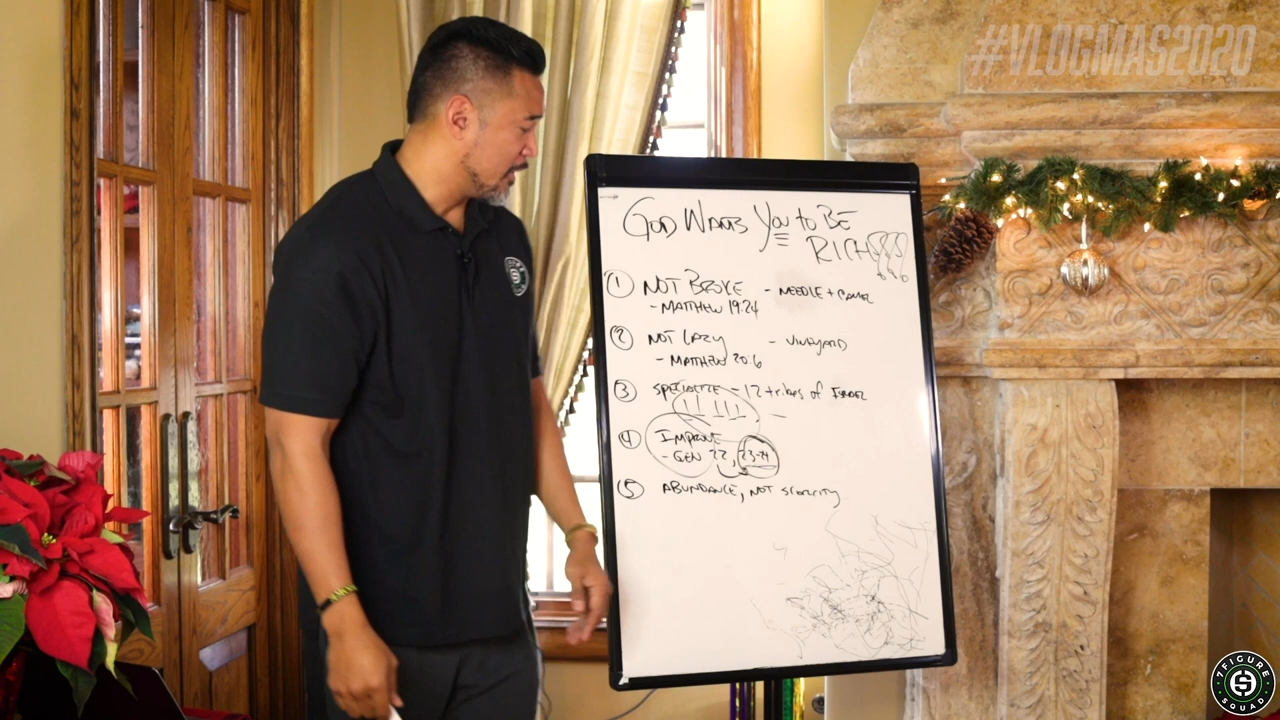 #VLOGMAS2020
GOD WANTS YOU TO BE
RICH
① NOT BROKE - NEEDLE + CAMEL
- MATTHEW 19:24
② NOT LAZY - VINEYARD
- MATTHEW 20:6
③ SPECIALIZE - 12 tribes of ISRAEL
④ IMPROVE
- GEN 22, 23-24
⑤ ABUNDANCE, NOT SCARCITY
7 FIGURE
SQUAD